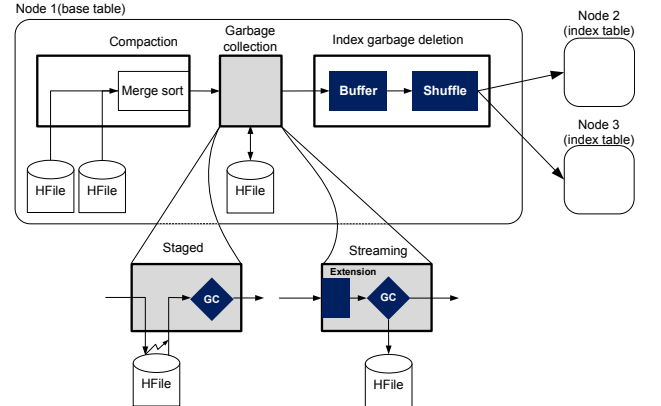 Node 1(base table)
Compaction
Garbage
collection
Index garbage deletion
Node 2
(index table)
Merge sort
Buffer
Shuffle
Node 3
(index table)
HFile
HFile
HFile
Staged
Streaming
Extension
GC
GC
HFile
HFile